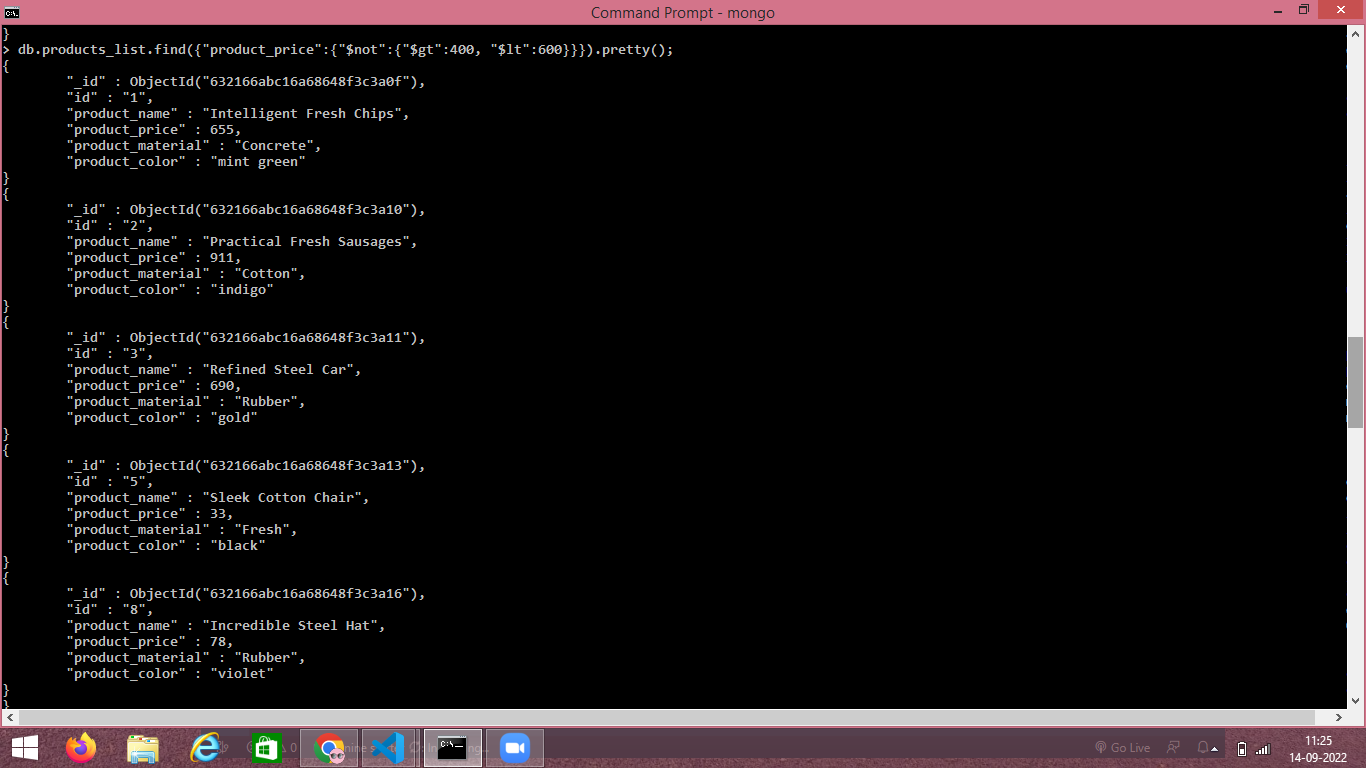 Command Prompt - mongo
}
> db.products_list.find({"product_price":{"$not":{"$gt":400, "$lt":600}}}).pretty();
{
"_id" : ObjectId("632166abc16a68648f3c3a0f"),
"id" : "1",
"product_name" : "Intelligent Fresh Chips",
"product_price" : 655,
"product_material" : "Concrete",
"product_color" : "mint green"
}
{
"_id" : ObjectId("632166abc16a68648f3c3a10"),
"id" : "2",
"product_name" : "Practical Fresh Sausages",
"product_price" : 911,
"product_material" : "Cotton",
"product_color" : "indigo"
}
{
"_id" : ObjectId("632166abc16a68648f3c3a11"),
"id" : "3",
"product_name" : "Refined Steel Car",
"product_price" : 690,
"product_material" : "Rubber",
"product_color" : "gold"
}
{
"_id" : ObjectId("632166abc16a68648f3c3a13"),
"id" : "5",
"product_name" : "Sleek Cotton Chair",
"product_price" : 33,
"product_material" : "Fresh",
"product_color" : "black"
}
{
"_id" : ObjectId("632166abc16a68648f3c3a16"),
"id" : "8",
"product_name" : "Incredible Steel Hat",
"product_price" : 78,
"product_material" : "Rubber",
"product_color" : "violet"
}
}
0
C:\
Go Live
11:25
14-09-2022